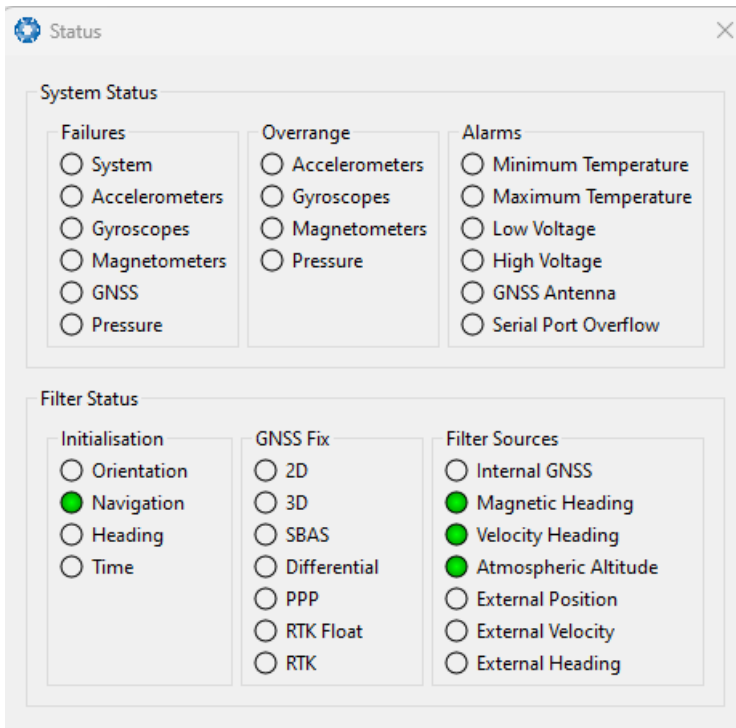 Status
System Status
Failures
System
Accelerometers
Gyroscopes
Magnetometers
GNSS
Pressure
Overrange
Accelerometers
Gyroscopes
Magnetometers
Pressure
Alarms
Minimum Temperature
Maximum Temperature
Low Voltage
High Voltage
GNSS Antenna
Serial Port Overflow
Filter Status
Initialisation
Orientation
Navigation
Heading
Time
GNSS Fix
2D
3D
SBAS
Differential
PPP
RTK Float
RTK
Filter Sources
Internal GNSS
Magnetic Heading
Velocity Heading
Atmospheric Altitude
External Position
External Velocity
External Heading